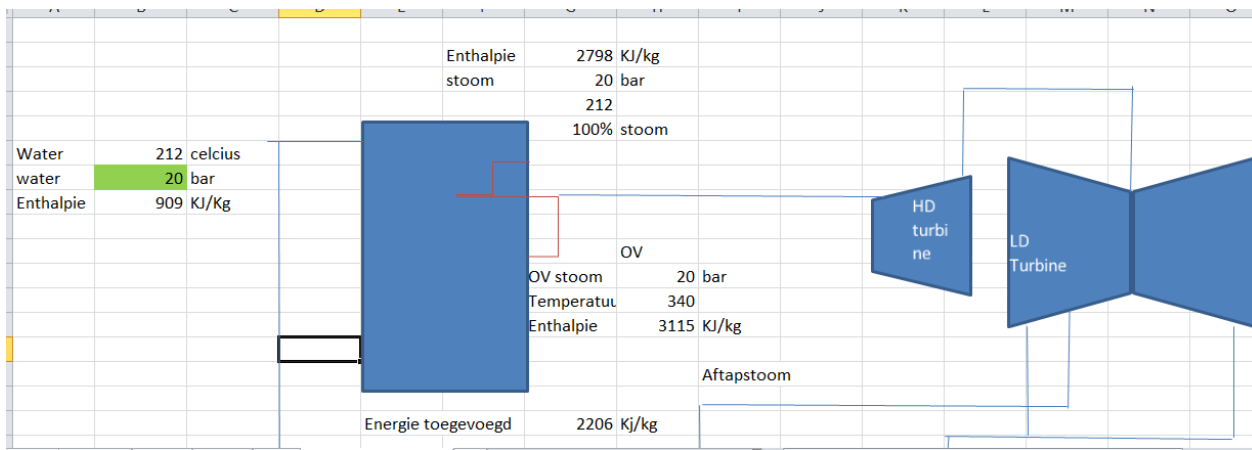 Enthalpie 2798 KJ/kg
stoom 20 bar
212
100% stoom
Water 212 celcius
water 20 bar
Enthalpie 909 KJ/Kg
HD
turbi
ne
LD
Turbine
OV
OV stoom 20 bar
Temperatuu 340
Enthalpie 3115 KJ/kg
Aftapstoom
Energie toegevoegd 2206 Kj/kg